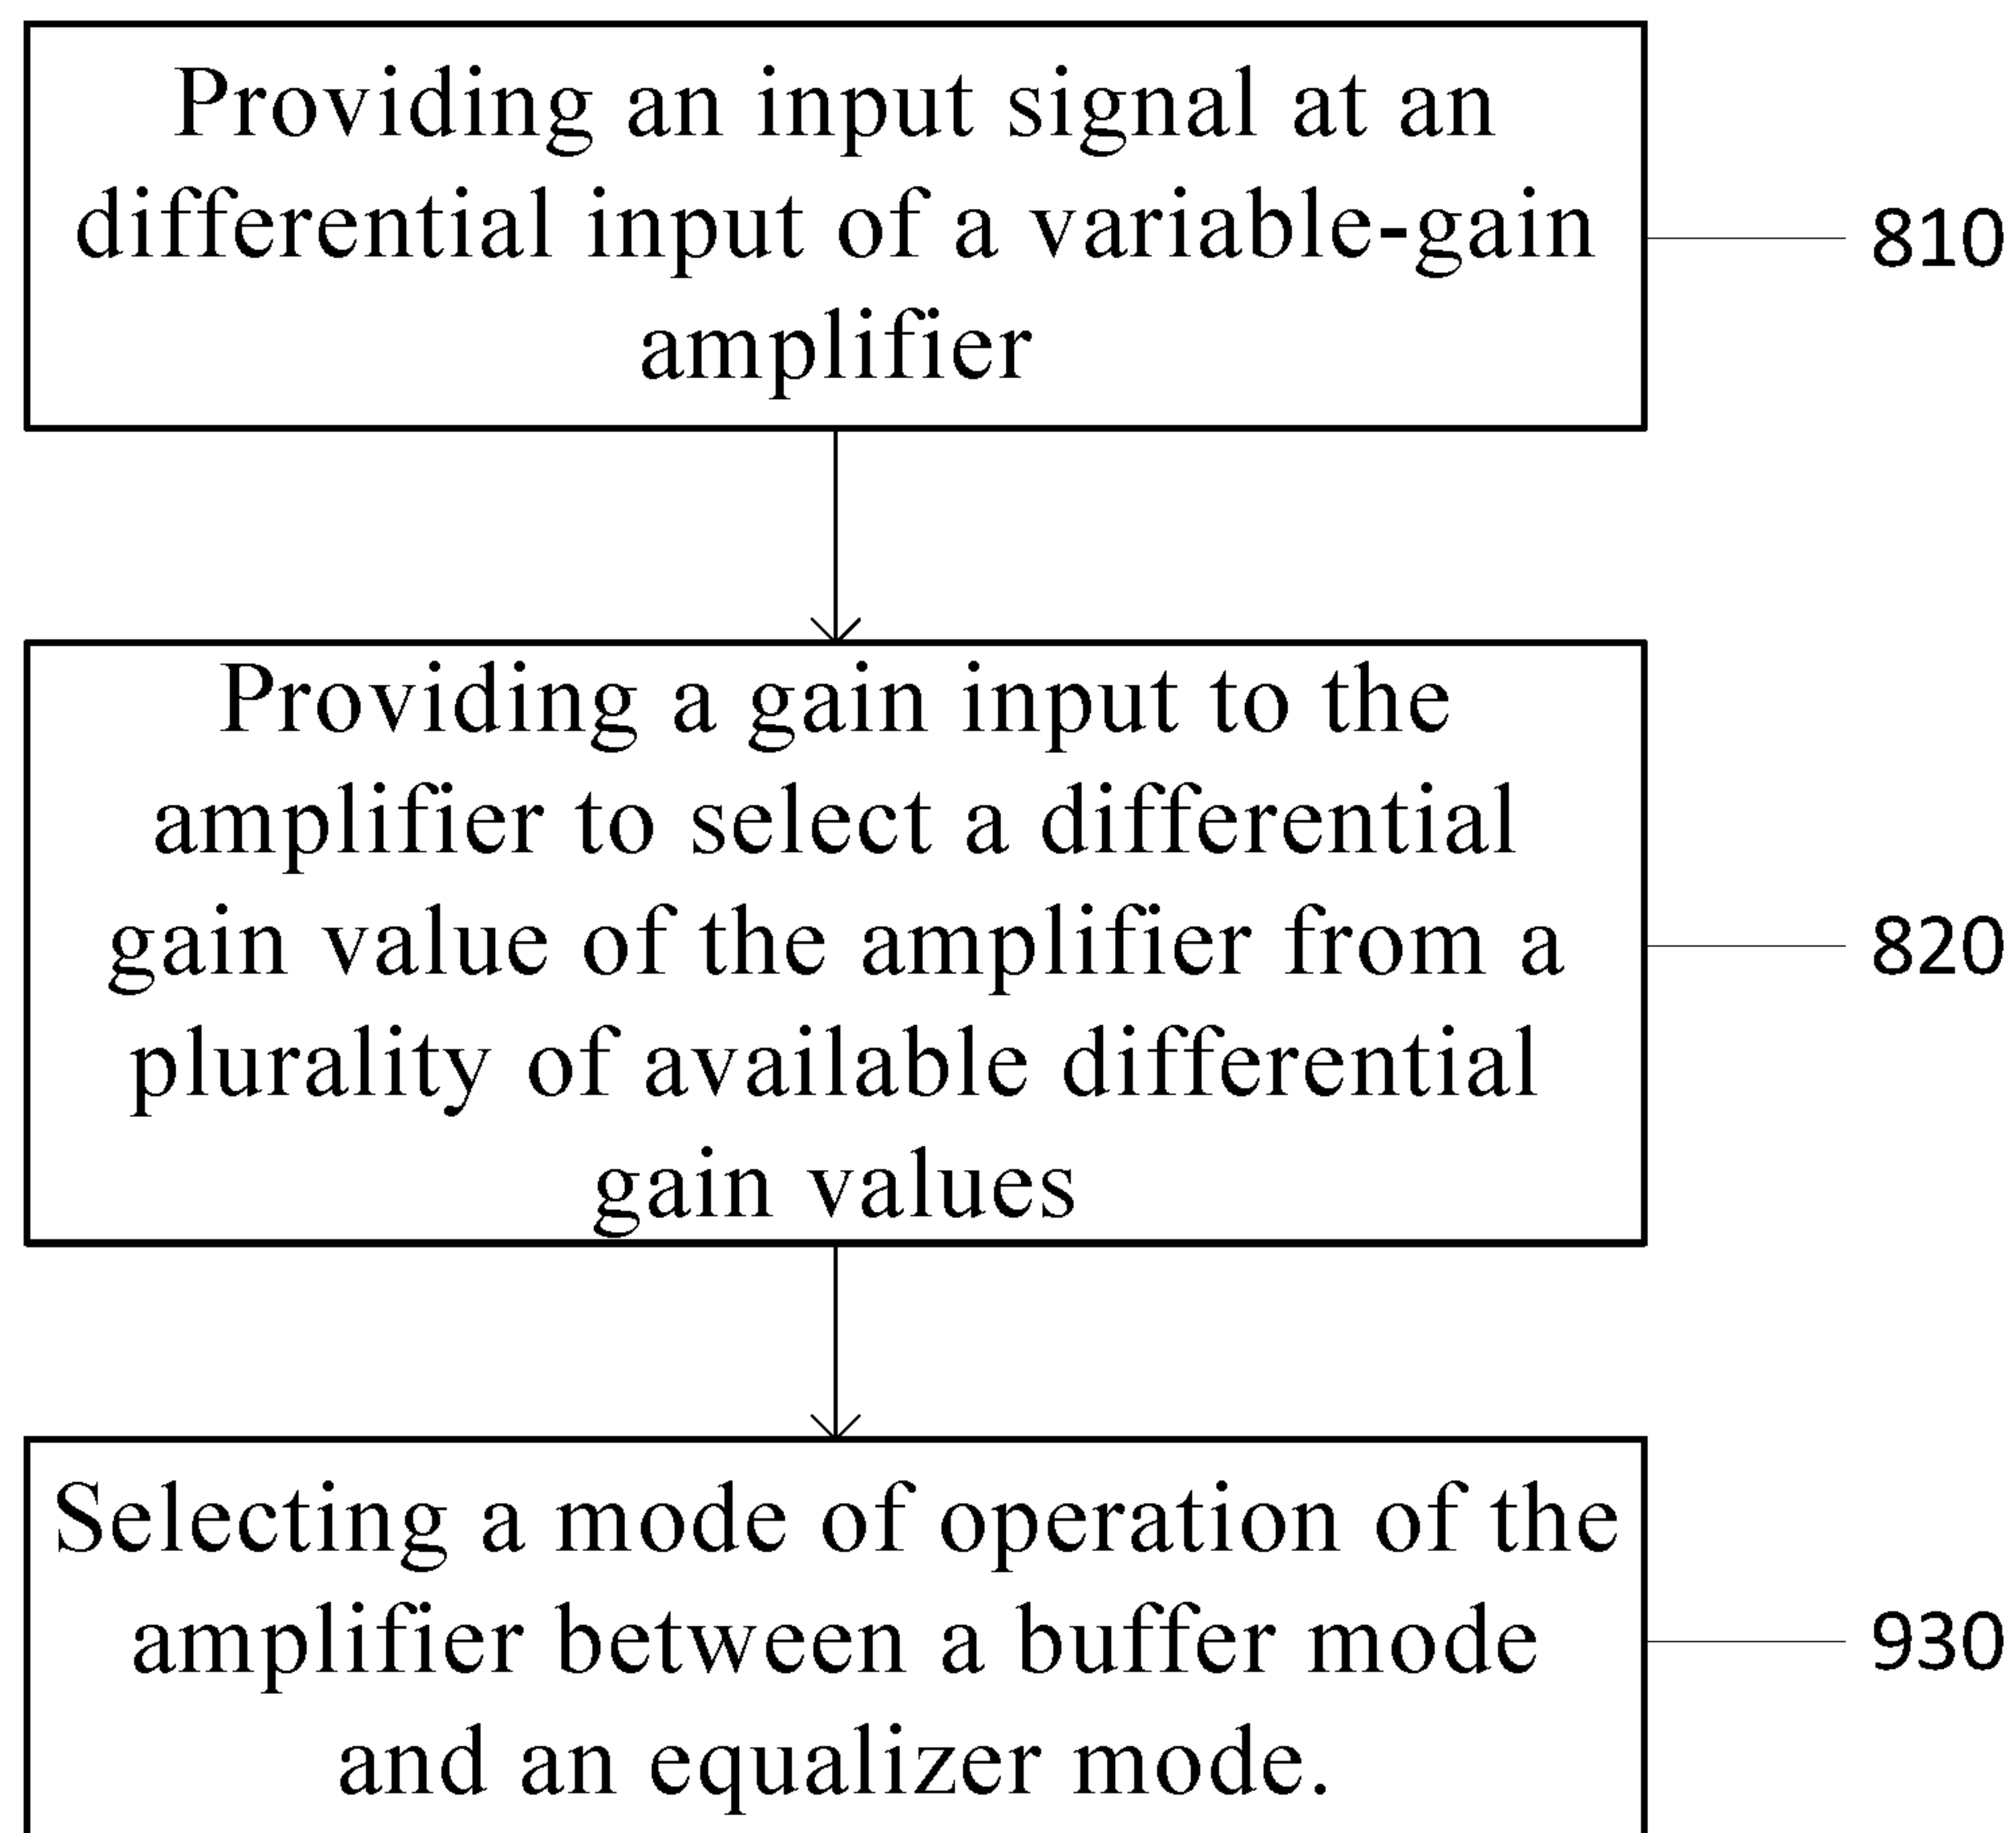 Providing an input signal at an
differential input of a variable-gain
amplifier
810
Providing a gain input to the
amplifier to select a differential
gain value of the amplifier from a
plurality of available differential
gain values
820
Selecting a mode of operation of the
amplifier between a buffer mode
and an equalizer mode.
930